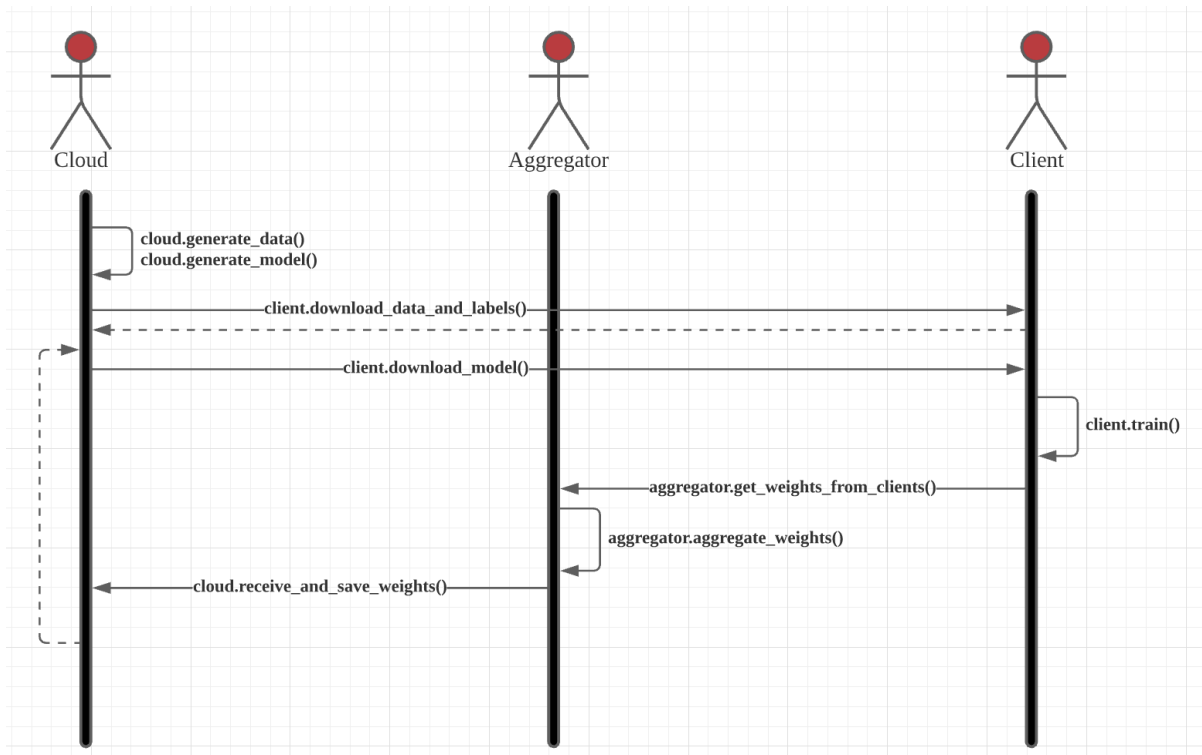 Cloud
Aggregator
Client
cloud.generate_data()
cloud.generate_model()
client.download_data_and_labels()
client.download_model()
client.train()
aggregator.get_weights_from_clients()
aggregator.aggregate_weights()
cloud.receive_and_save_weights()